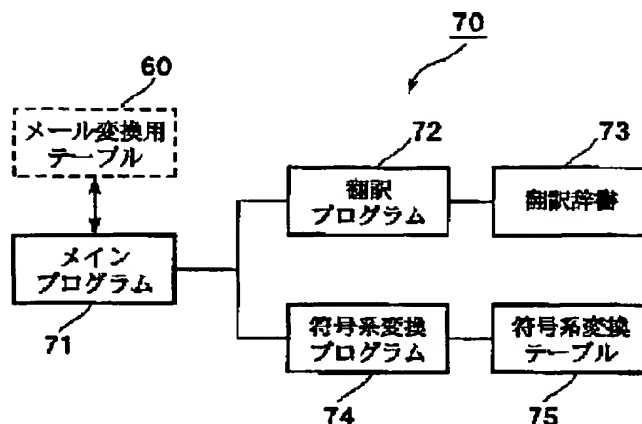 70
60
メール変換用
テーブル
72
73
翻訳
プログラム
翻訳辞書
メイン
プログラム
71
符号系変換
プログラム
符号系変換
テーブル
74
75